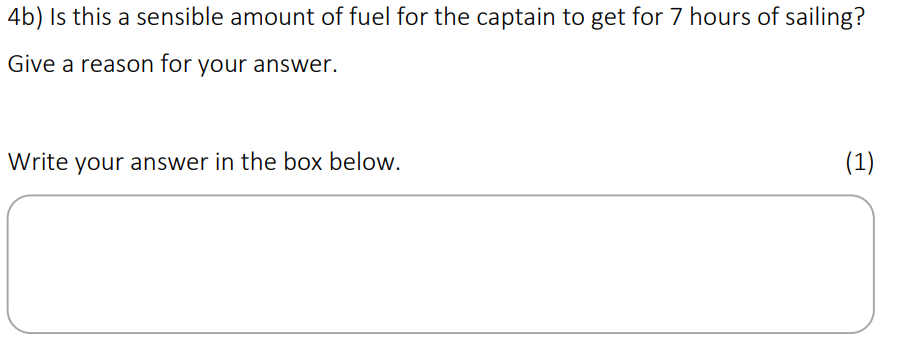 4b) Is this a sensible amount of fuel for the captain to get for 7 hours of sailing?
Give a reason for your answer.
Write your answer in the box below. (1)